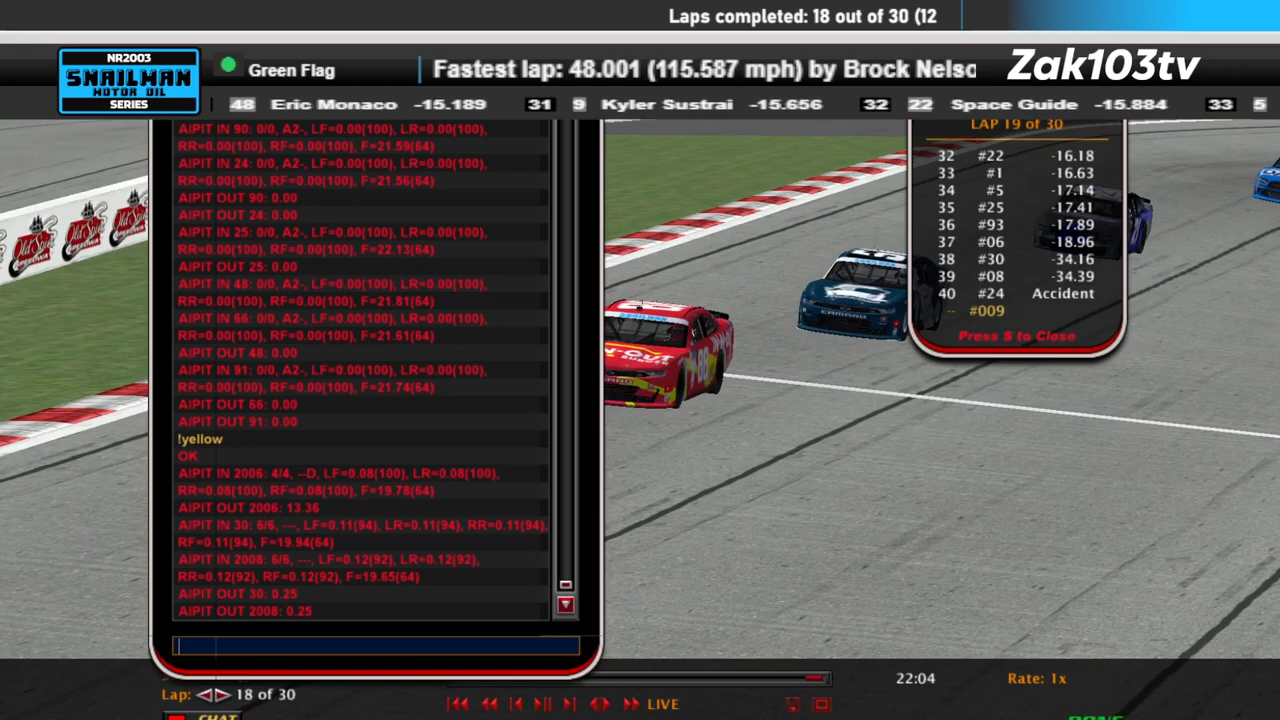 Laps completed: 18 out of 30 (12
NR2003
SNAILMAN
MOTOR OIL
SERIES
Green Flag
Fastest lap: 48.001 (115.587 mph) by Brock Nelso
Zak103tv
48 Eric Monaco -15.189 31 9 Kyler Sustrai -15.656 32 22 Space Guide -15.884 33 5
AIPIT IN 90: 0/0, A2-, LF=0.00(100), LR=0.00(100),
RR=0.00(100), RF=0.00(100), F=21.59(64)
AIPIT IN 24: 0/0, A2-, LF=0.00(100), LR=0.00(100),
RR=0.00(100), RF=0.00(100), F=21.56(64)
AIPIT OUT 90: 0.00
AIPIT OUT 24: 0.00
AIPIT IN 25: 0/0, A2-, LF=0.00(100), LR=0.00(100),
RR=0.00(100), RF=0.00(100), F=22.13(64)
AIPIT OUT 25: 0.00
AIPIT IN 48: 0/0, A2-, LF=0.00(100), LR=0.00(100),
RR=0.00(100), RF=0.00(100), F=21.81(64)
AIPIT IN 66: 0/0, A2-, LF=0.00(100), LR=0.00(100),
RR=0.00(100), RF=0.00(100), F=21.61(64)
AIPIT OUT 48: 0.00
AIPIT IN 91: 0/0, A2-, LF=0.00(100), LR=0.00(100),
RR=0.00(100), RF=0.00(100), F=21.74(64)
AIPIT OUT 66: 0.00
AIPIT OUT 91: 0.00
!yellow
OK
AIPIT IN 2006: 4/4, --D, LF=0.08(100), LR=0.08(100),
RR=0.08(100), RF=0.08(100), F=19.78(64)
AIPIT OUT 2006: 13.36
AIPIT IN 30: 6/6, ---, LF=0.11(94), LR=0.11(94), RR=0.11(94),
RF=0.11(94), F=19.94(64)
AIPIT IN 2008: 6/6, ---, LF=0.12(92), LR=0.12(92),
RR=0.12(92), RF=0.12(92), F=19.65(64)
AIPIT OUT 30: 0.25
AIPIT OUT 2008: 0.25
LAP 19 of 30
32 #22 -16.18
33 #1 -16.63
34 #5 -17.14
35 #25 -17.41
36 #93 -17.89
37 #06 -18.96
38 #30 -34.16
39 #08 -34.39
40 #24 Accident
-- #009
Press S to Close
Old Spice
SPEEDWAY
Old Spice
SPEEDWAY
Old Spice
SPEEDWAY
88
CAMARO
Lap: 18 of 30
LIVE
22:04
Rate: 1x
CHAT
DONE